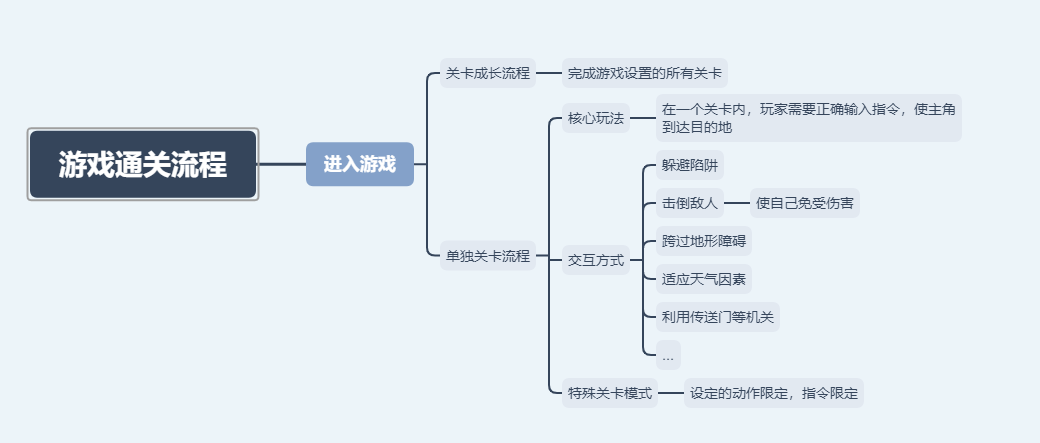 游戏通关流程
进入游戏
关卡成长流程
完成游戏设置的所有关卡
单独关卡流程
核心玩法
在一个关卡内，玩家需要正确输入指令，使主角
到达目的地
交互方式
躲避陷阱
击倒敌人
使自己免受伤害
跨过地形障碍
适应天气因素
利用传送门等机关
...
特殊关卡模式
设定的动作限定，指令限定